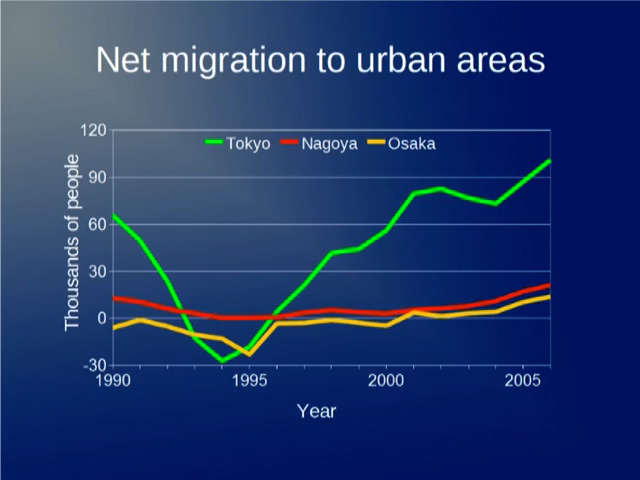 Net migration to urban areas
120
Tokyo Nagoya Osaka
90
60
30
0
-30
Thousands of people
1990 1995 2000 2005
Year